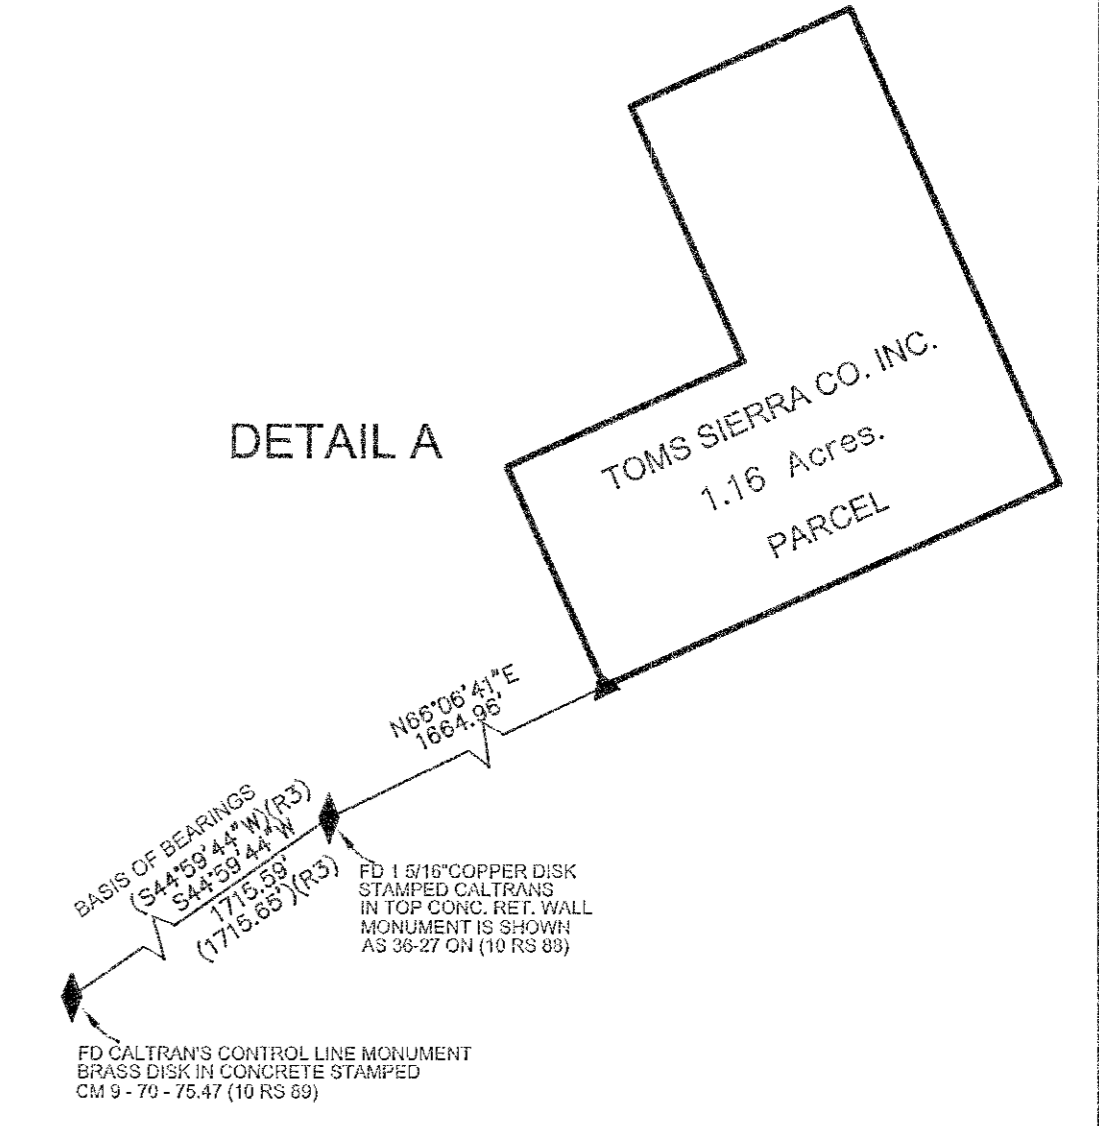 TOMS SIERRA CO. INC.
1.16 Acres.
PARCEL
DETAIL A
N66°06'41"E
1664.96'
BASIS OF BEARINGS
(S44°59'44"W)(R3)
S44°59'44"W
1715.59'
(1715.65')(R3)
FD 1 5/16"COPPER DISK
STAMPED CALTRANS
IN TOP CONC. RET. WALL
MONUMENT IS SHOWN
AS 36-27 ON (10 RS 88)
FD CALTRAN'S CONTROL LINE MONUMENT
BRASS DISK IN CONCRETE STAMPED
CM 9 - 70 - 75.47 (10 RS 89)